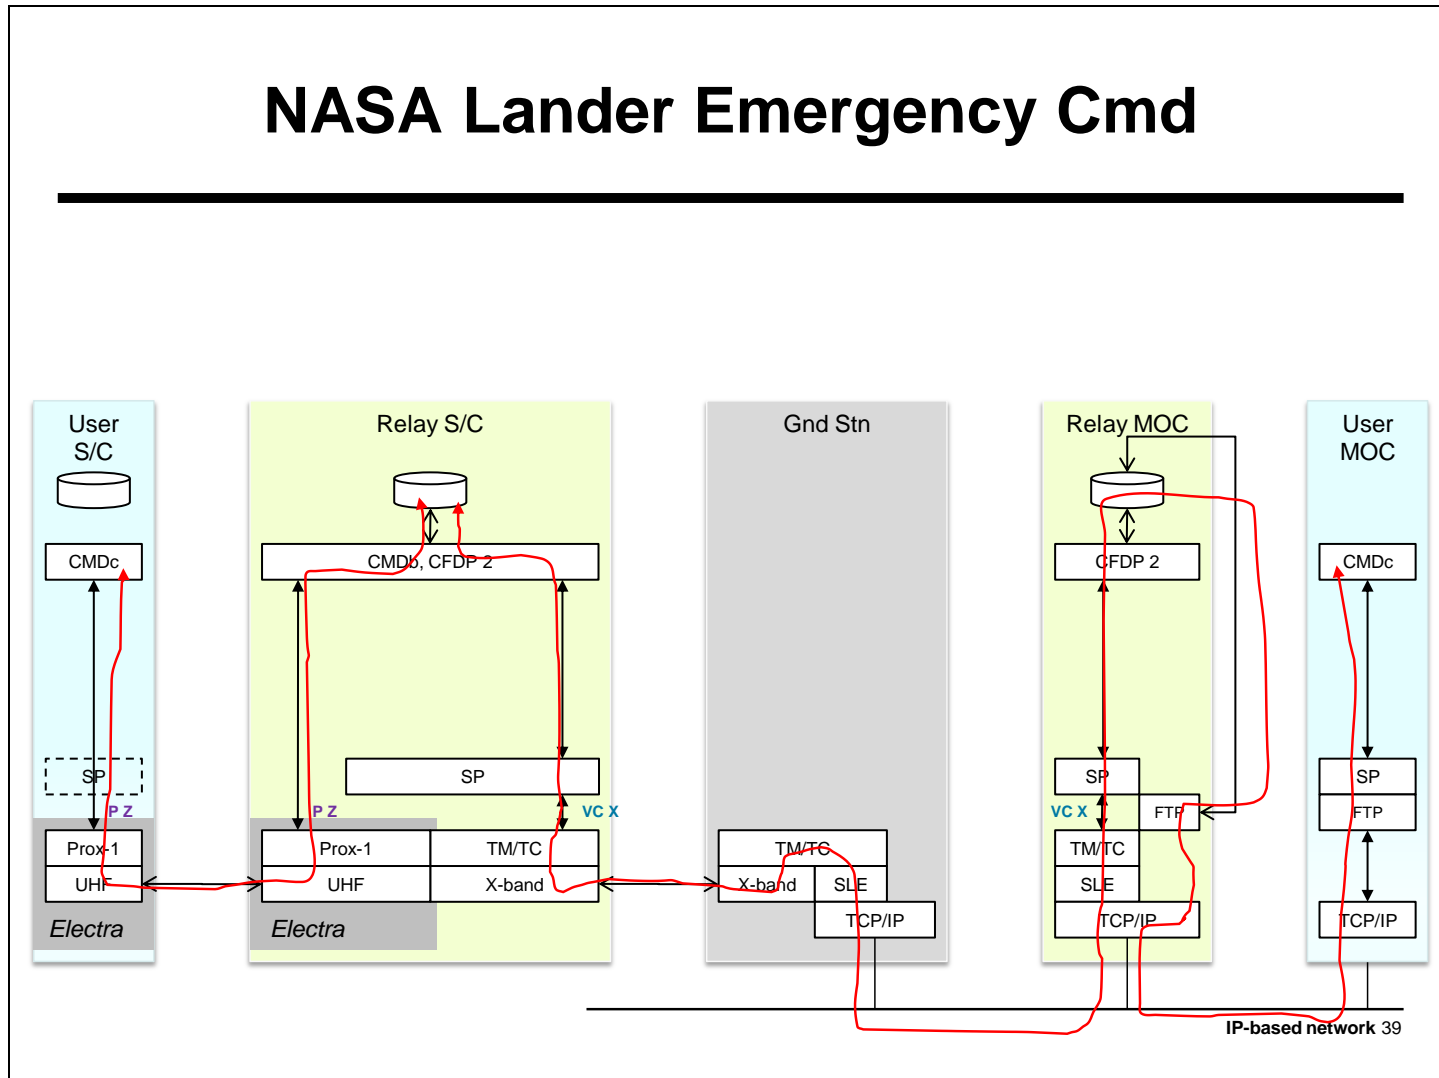 NASA Lander Emergency Cmd
User
S/C
Relay S/C
Gnd Stn
Relay MOC
User
MOC
CMDc
CMDb, CFDP 2
CFDP 2
CMDc
SP
SP
SP
SP
P Z
P Z
VC X
VC X
FTP
FTP
Prox-1
Prox-1
TM/TC
TM/TC
TM/TC
UHF
UHF
X-band
X-band
SLE
SLE
Electra
Electra
TCP/IP
TCP/IP
TCP/IP
IP-based network 39